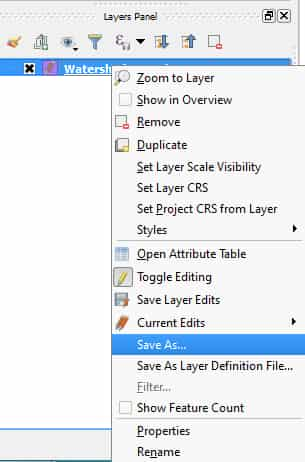 Layers Panel
Zoom to Layer
Show in Overview
Remove
Duplicate
Set Layer Scale Visibility
Set Layer CRS
Set Project CRS from Layer
Styles
Open Attribute Table
Toggle Editing
Save Layer Edits
Current Edits
Save As...
Save As Layer Definition File...
Filter...
Show Feature Count
Properties
Rename